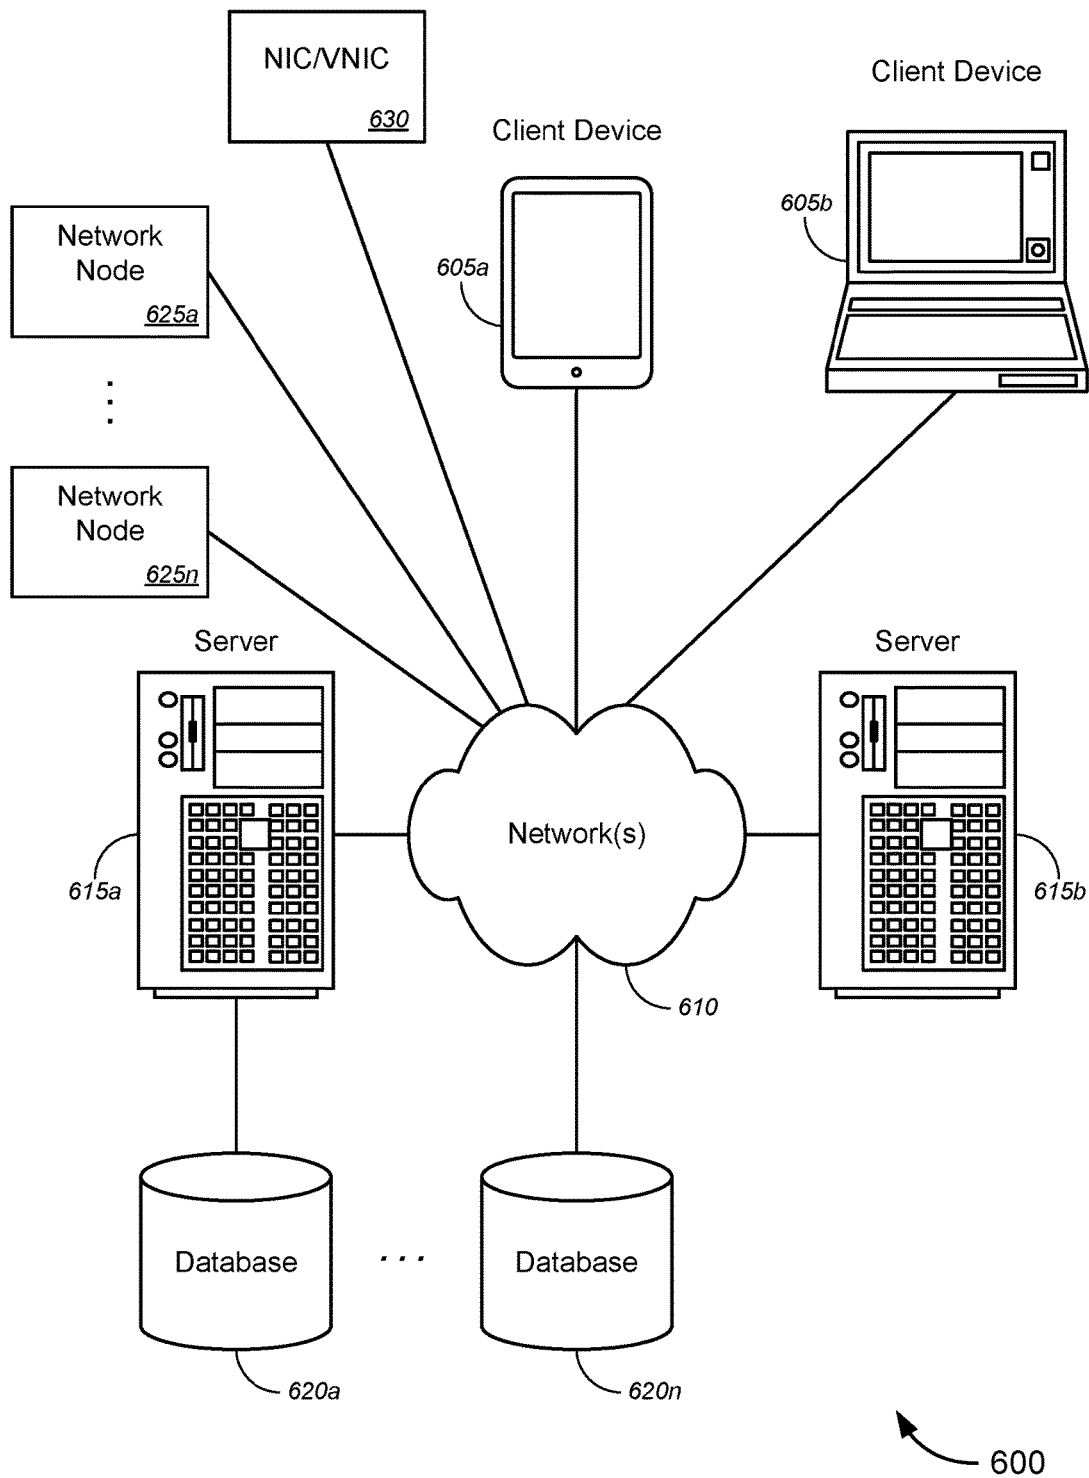 NIC/VNIC
630
Client Device
605a
Client Device
605b
Network
Node
625a
Network
Node
625n
Server
615a
Server
615b
Network(s)
610
Database
620a
. . .
Database
620n
600